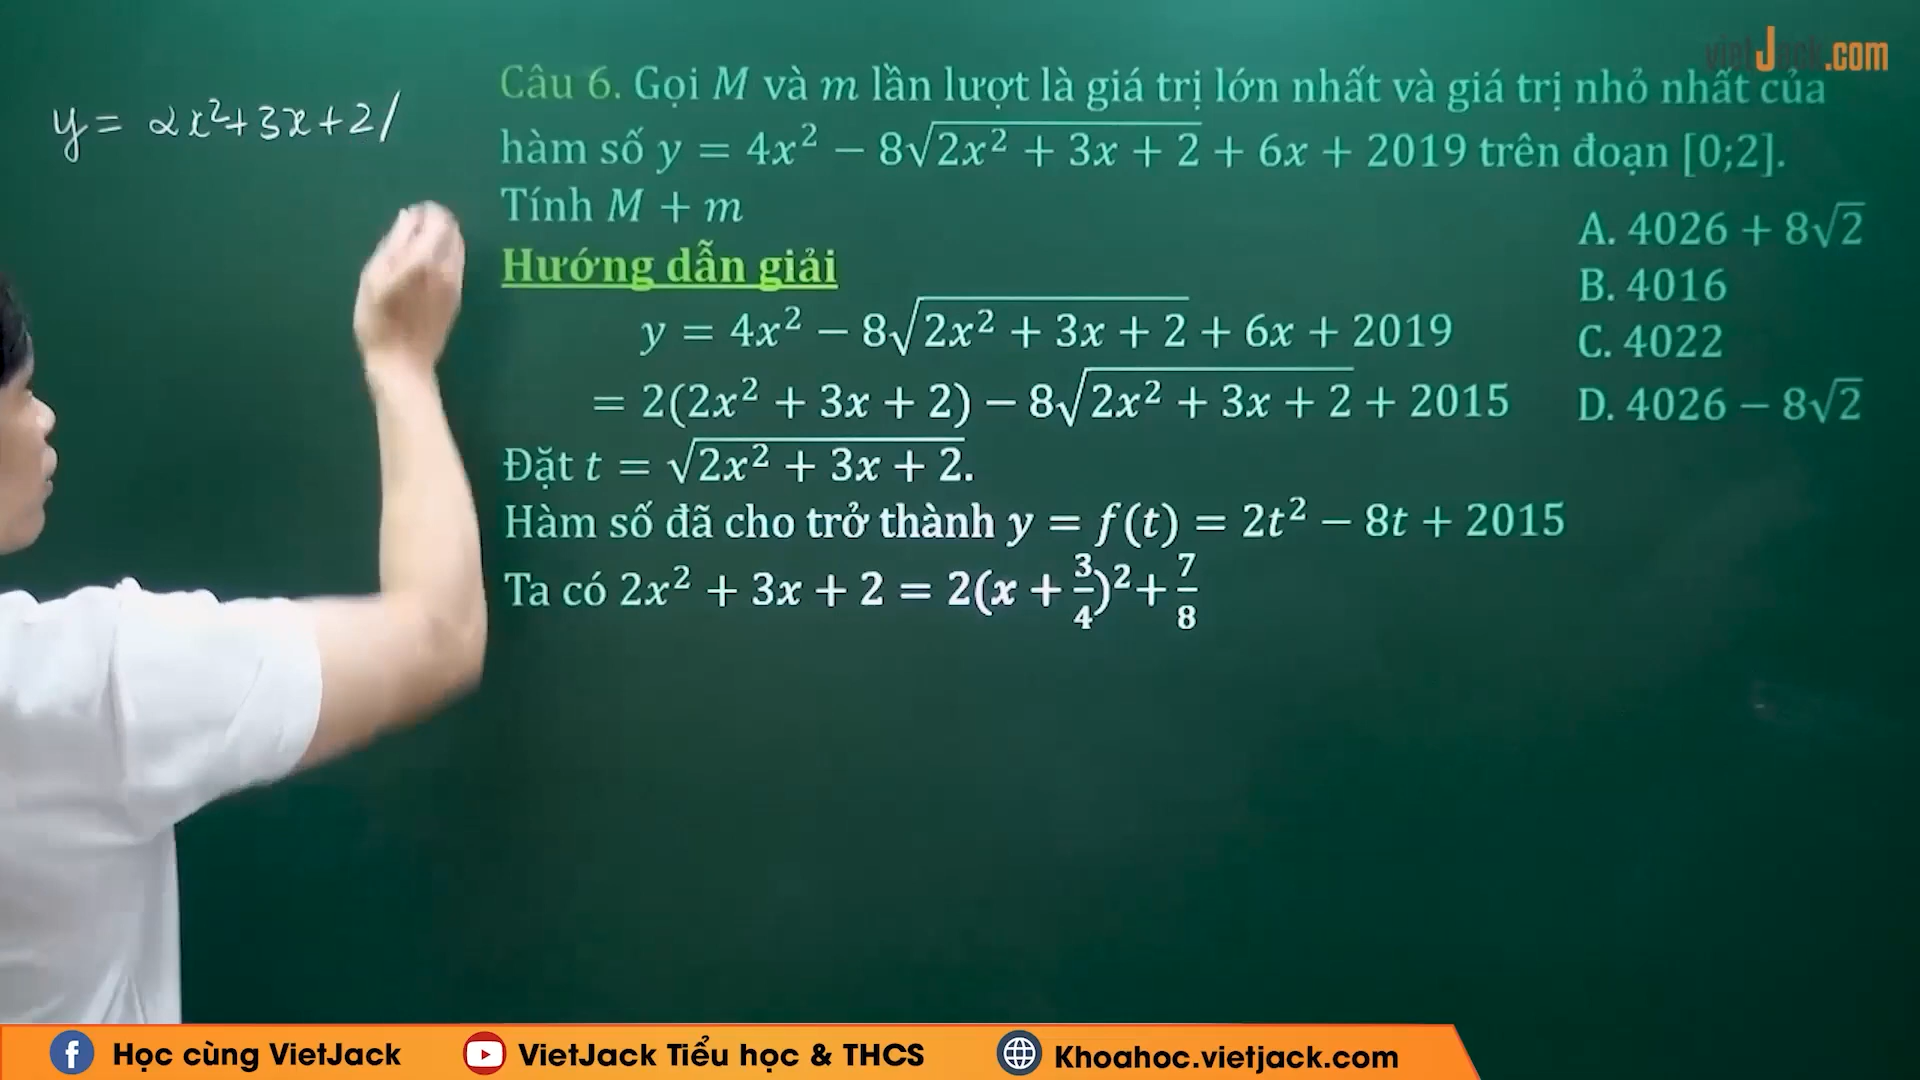 vietJack.com
y = 2x²+3x+2/
Câu 6. Gọi M và m lần lượt là giá trị lớn nhất và giá trị nhỏ nhất của
hàm số y = 4x² − 8√(2x² + 3x + 2) + 6x + 2019 trên đoạn [0;2].
Tính M + m
A. 4026 + 8√2
B. 4016
C. 4022
D. 4026 − 8√2
Hướng dẫn giải
y = 4x² − 8√(2x² + 3x + 2) + 6x + 2019
= 2(2x² + 3x + 2) − 8√(2x² + 3x + 2) + 2015
Đặt t = √(2x² + 3x + 2).
Hàm số đã cho trở thành y = f(t) = 2t² − 8t + 2015
Ta có 2x² + 3x + 2 = 2(x + 3/4)² + 7/8
Học cùng VietJack
VietJack Tiểu học & THCS
Khoahoc.vietjack.com